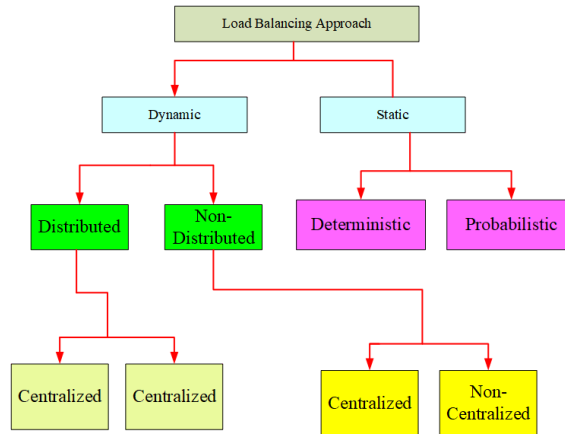 Load Balancing Approach
Dynamic
Static
Distributed
Non-
Distributed
Deterministic
Probabilistic
Centralized
Centralized
Centralized
Non-
Centralized